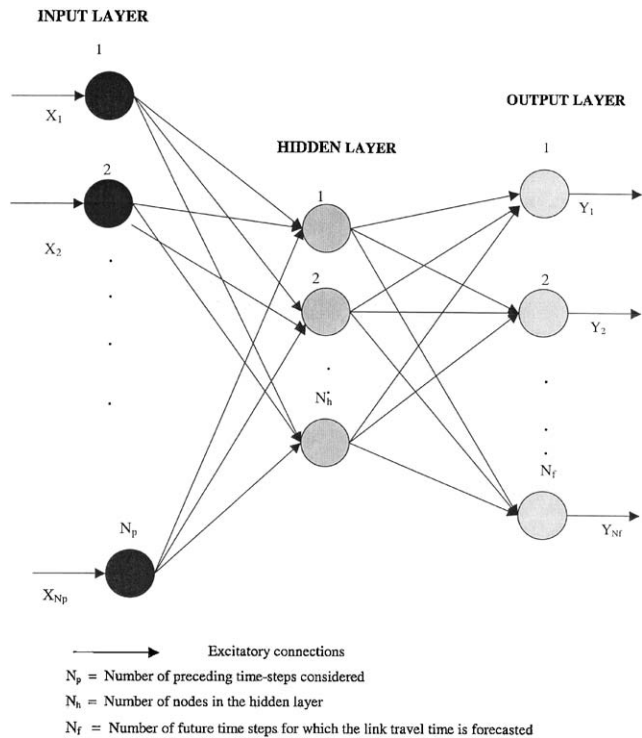 INPUT LAYER
1
X1
OUTPUT LAYER
HIDDEN LAYER
1
2
1
Y1
X2
2
2
Y2
Nh
Nf
Np
YNf
XNp
Excitatory connections
Np = Number of preceding time-steps considered
Nh = Number of nodes in the hidden layer
Nf = Number of future time steps for which the link travel time is forecasted